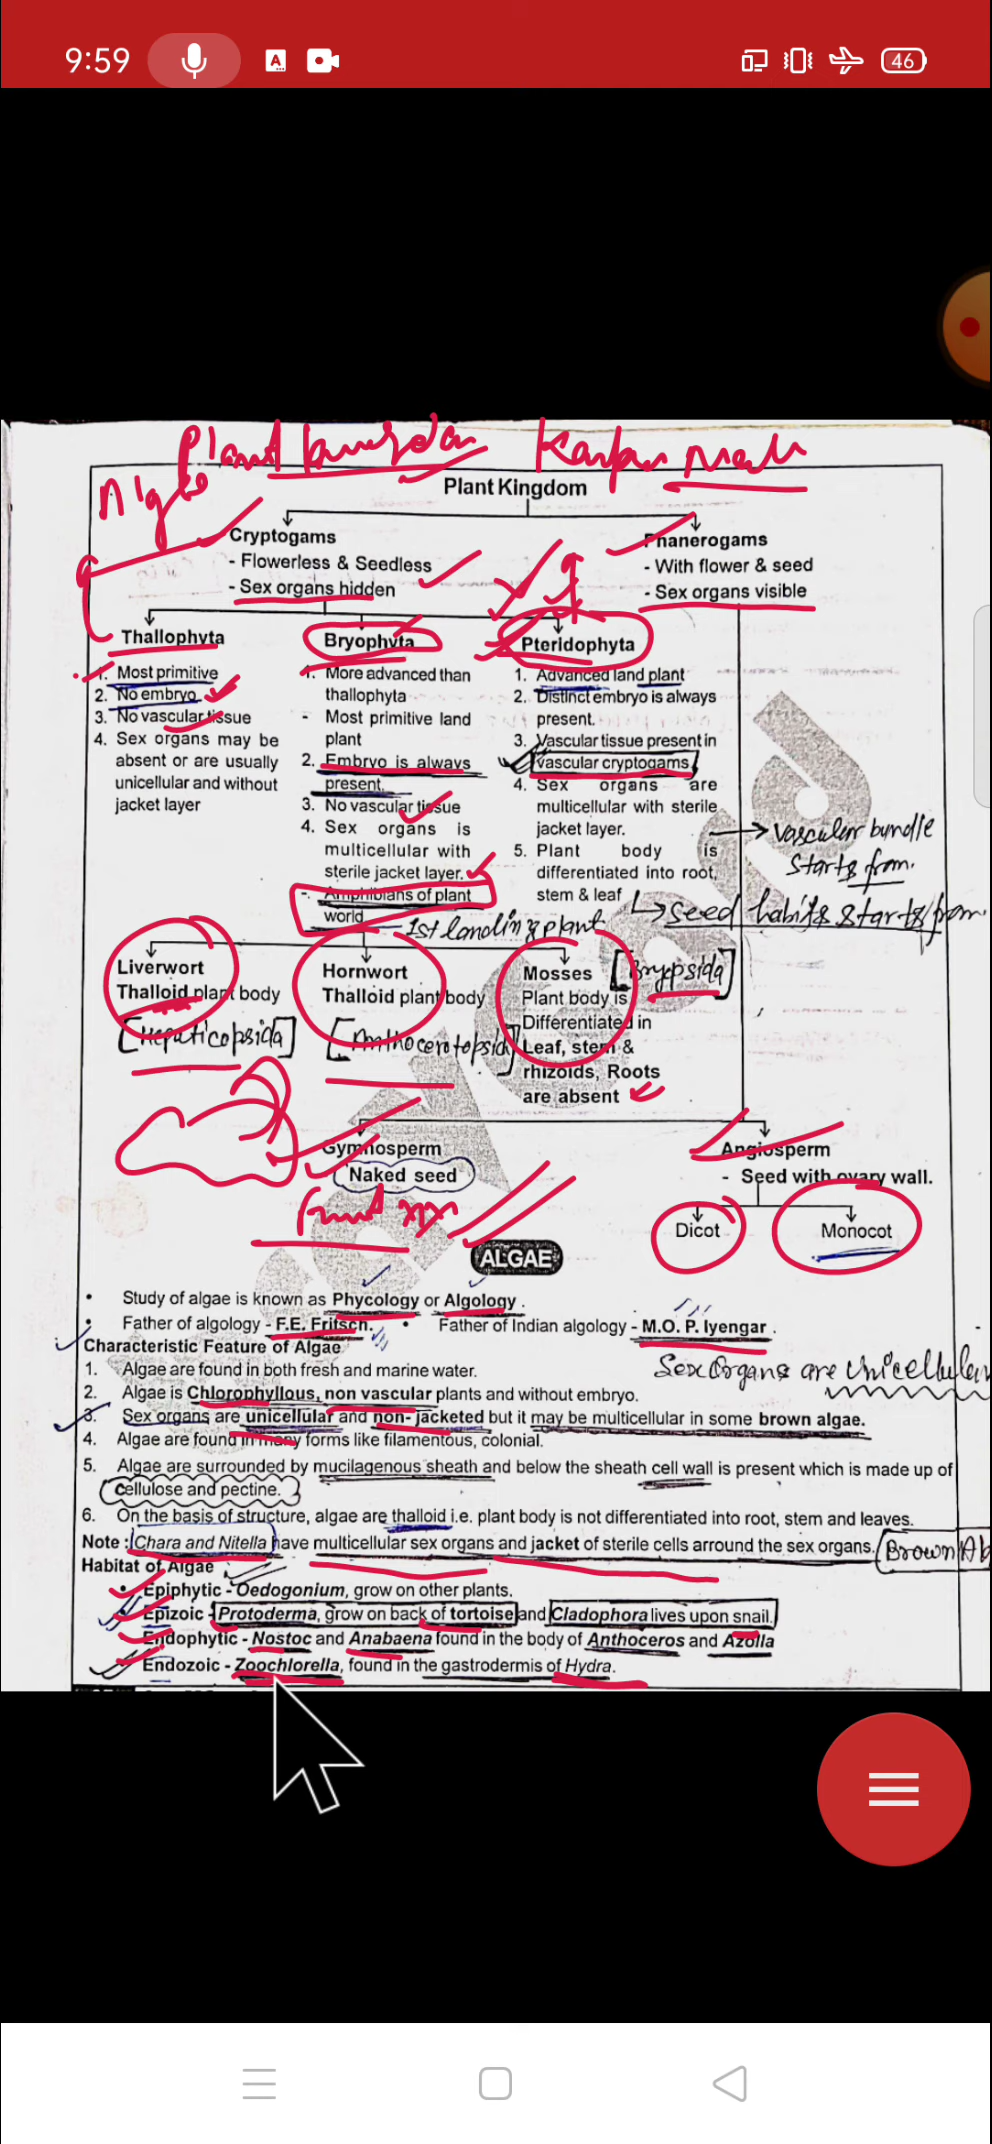 9:59
46
Plant kingdom
Algae
Plant Kingdom
Cryptogams
- Flowerless & Seedless
- Sex organs hidden
Phanerogams
- With flower & seed
- Sex organs visible
Thallophyta
1. Most primitive
2. No embryo
3. No vascular tissue
4. Sex organs may be
absent or are usually
unicellular and without
jacket layer
Bryophyta
1. More advanced than
thallophyta
- Most primitive land
plant
2. Embryo is always
present.
3. No vascular tissue
4. Sex organs is
multicellular with
sterile jacket layer.
- Amphibians of plant
world
1st landing plant
Pteridophyta
1. Advanced land plant
2. Distinct embryo is always
present.
3. Vascular tissue present in
vascular cryptogams.
4. Sex organs are
multicellular with sterile
jacket layer.
5. Plant body is
differentiated into root,
stem & leaf
Vascular bundle
starts from.
seed habits starts from
Liverwort
Thalloid plant body
[Hepaticopsida]
Hornwort
Thalloid plant body
[Anthocerotopsida]
Mosses [Bryopsida]
Plant body is
Differentiated in
Leaf, stem &
rhizoids, Roots
are absent
Gymnosperm
Naked seed
Fruit xx
Angiosperm
- Seed with ovary wall.
Dicot
Monocot
ALGAE
• Study of algae is known as Phycology or Algology.
• Father of algology - F.E. Fritsch. • Father of Indian algology - M.O. P. Iyengar.
Characteristic Feature of Algae
Sex organs are Unicellular
1. Algae are found in both fresh and marine water.
2. Algae is Chlorophyllous, non vascular plants and without embryo.
3. Sex organs are unicellular and non-jacketed but it may be multicellular in some brown algae.
4. Algae are found in many forms like filamentous, colonial.
5. Algae are surrounded by mucilagenous sheath and below the sheath cell wall is present which is made up of
cellulose and pectine.
6. On the basis of structure, algae are thalloid i.e. plant body is not differentiated into root, stem and leaves.
Note : Chara and Nitella have multicellular sex organs and jacket of sterile cells arround the sex organs. (Brown
Habitat of Algae
• Epiphytic - Oedogonium, grow on other plants.
• Epizoic - Protoderma, grow on back of tortoise and Cladophora lives upon snail.
Endophytic - Nostoc and Anabaena found in the body of Anthoceros and Azolla
Endozoic - Zoochlorella, found in the gastrodermis of Hydra.